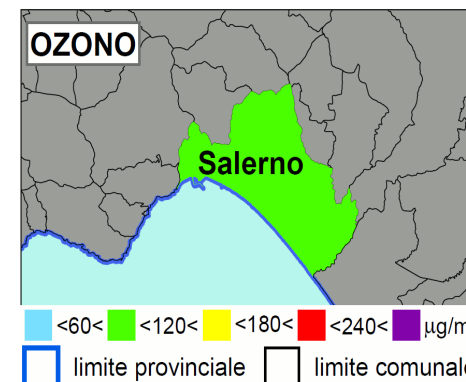 OZONO
Salerno
<60< <120< <180< <240< µg/m
limite provinciale limite comunale